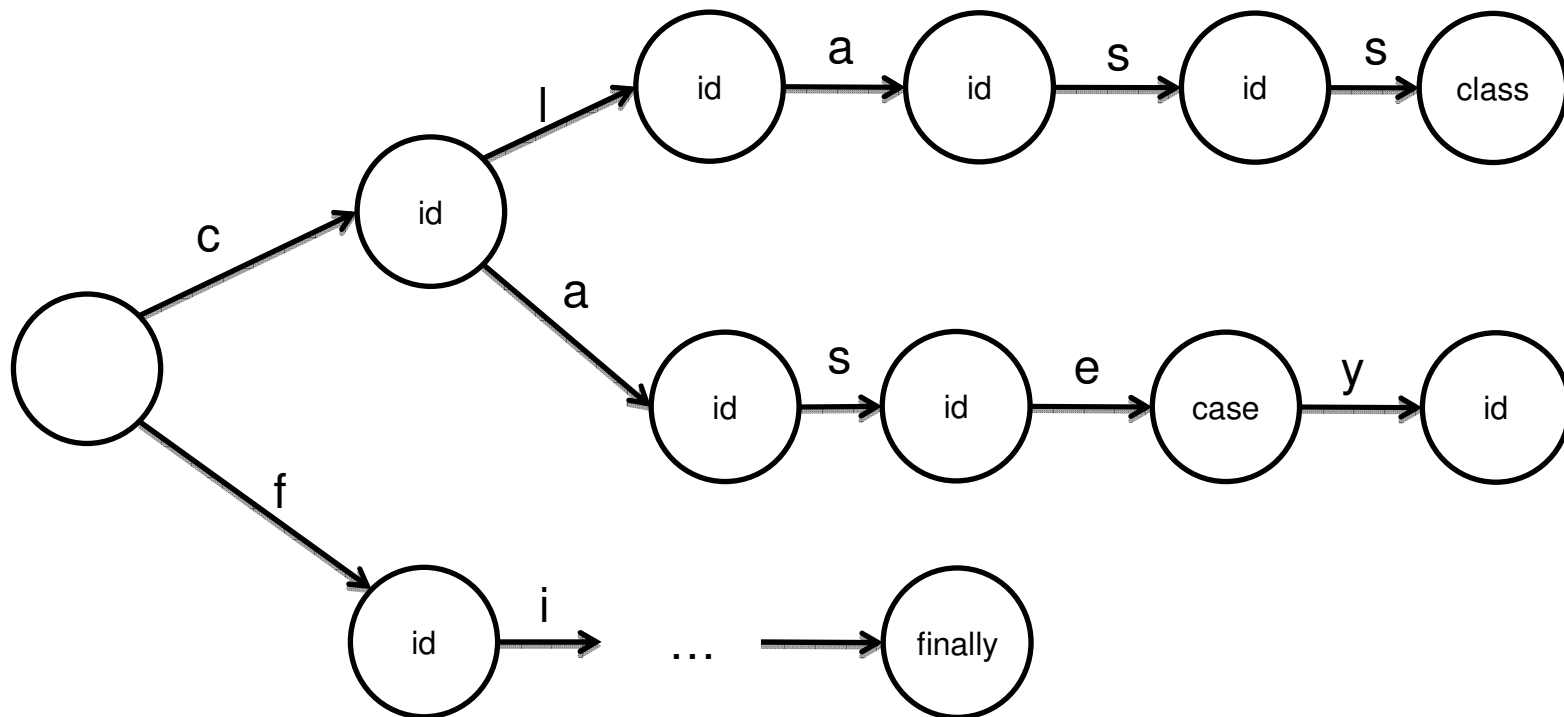 l
id
a
id
s
id
s
class
c
id
a
id
s
id
e
case
y
id
f
id
i
...
finally